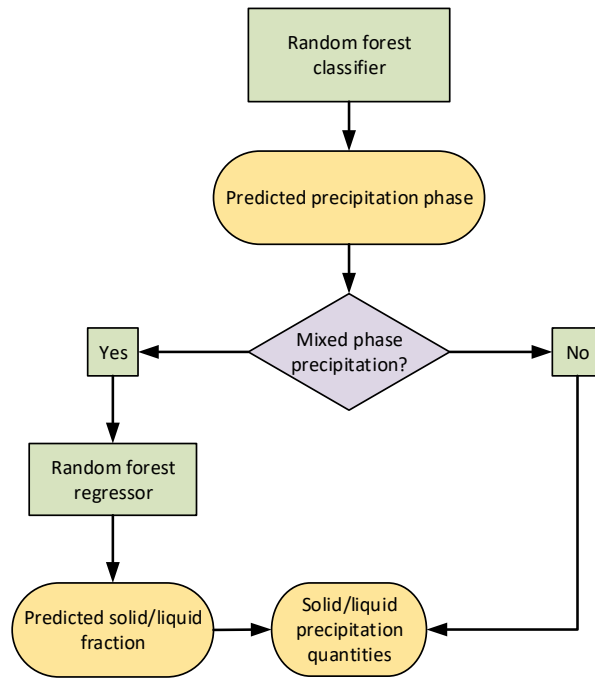 Random forest
classifier
Predicted precipitation phase
Mixed phase
precipitation?
Yes
No
Random forest
regressor
Predicted solid/liquid
fraction
Solid/liquid
precipitation
quantities